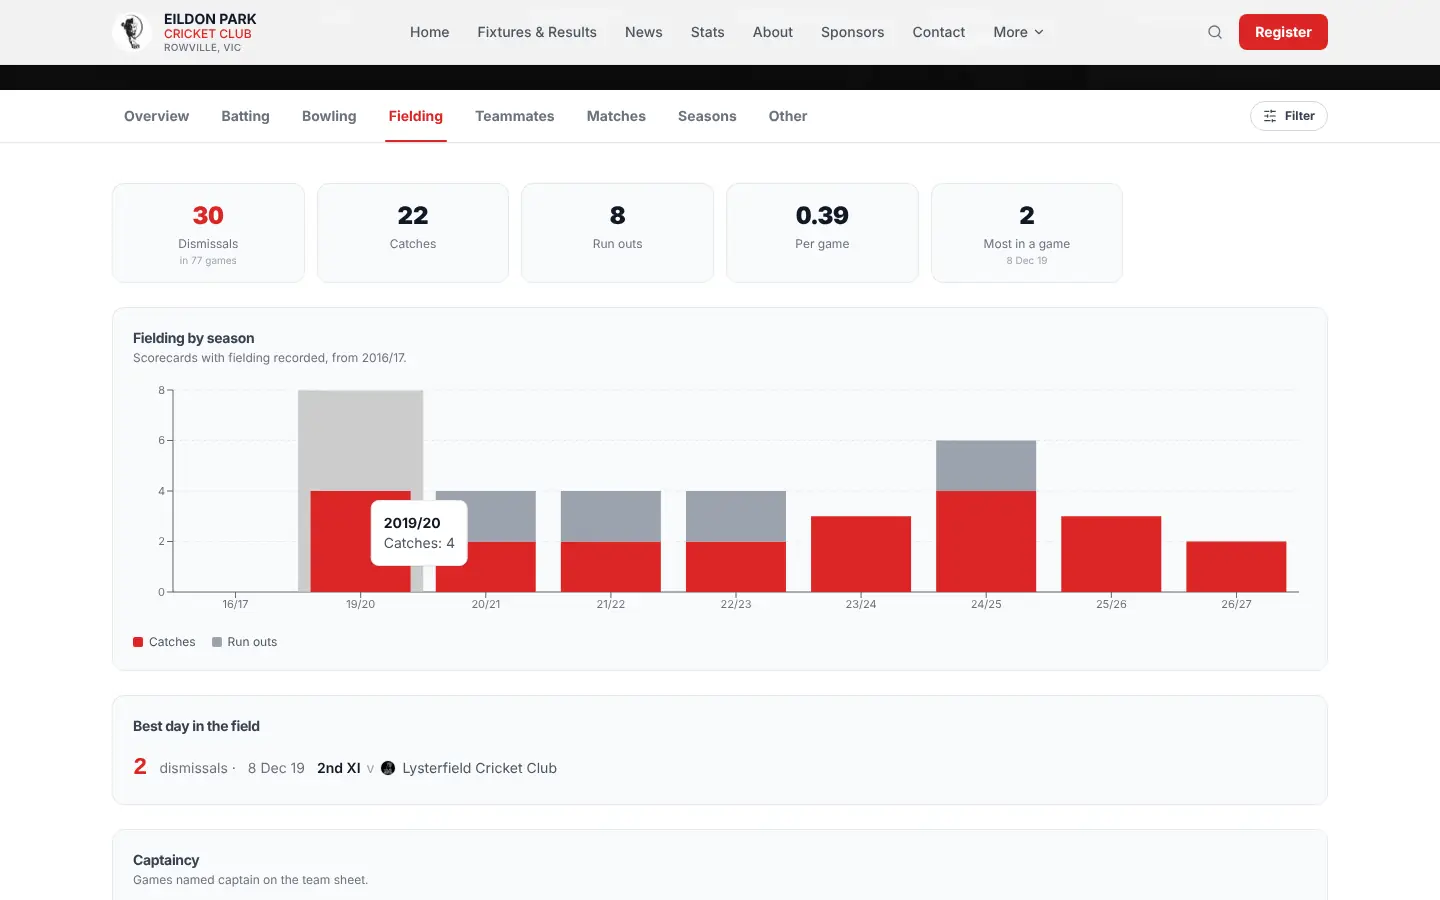 EILDON PARK
CRICKET CLUB
ROWVILLE, VIC
Home Fixtures & Results News Stats About Sponsors Contact More
Register
Overview Batting Bowling Fielding Teammates Matches Seasons Other
Filter
30 22 8 0.39 2
Dismissals Catches Run outs Per game Most in a game
in 77 games 8 Dec 19
Fielding by season
Scorecards with fielding recorded, from 2016/17.
8
6
4
2
0
2019/20
Catches: 4
16/17 19/20 20/21 21/22 22/23 23/24 24/25 25/26 26/27
Catches Run outs
Best day in the field
2 dismissals · 8 Dec 19 2nd XI v Lysterfield Cricket Club
Captaincy
Games named captain on the team sheet.